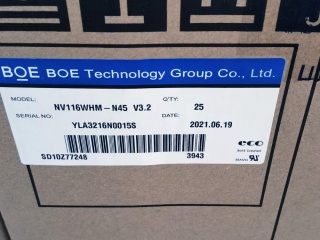 BOE BOE Technology Group Co., Ltd.
MODEL: NV116WHM-N45 V3.2 Q'TY: 25
SERIAL NO: YLA3216N0015S DATE: 2021.06.19
SD10Z77248 3943
eco